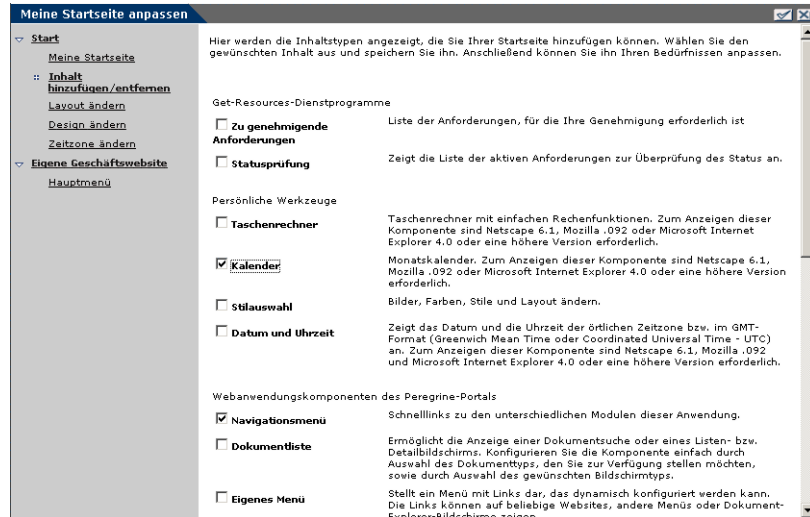 Meine Startseite anpassen
Start
Meine Startseite
Inhalt
hinzufügen/entfernen
Layout ändern
Design ändern
Zeitzone ändern
Eigene Geschäftswebsite
Hauptmenü
Hier werden die Inhaltstypen angezeigt, die Sie Ihrer Startseite hinzufügen können. Wählen Sie den
gewünschten Inhalt aus und speichern Sie ihn. Anschließend können Sie ihn Ihren Bedürfnissen anpassen.
Get-Resources-Dienstprogramme
Zu genehmigende
Anforderungen
Liste der Anforderungen, für die Ihre Genehmigung erforderlich ist
Statusprüfung
Zeigt die Liste der aktiven Anforderungen zur Überprüfung des Status an.
Persönliche Werkzeuge
Taschenrechner
Taschenrechner mit einfachen Rechenfunktionen. Zum Anzeigen dieser
Komponente sind Netscape 6.1, Mozilla .092 oder Microsoft Internet
Explorer 4.0 oder eine höhere Version erforderlich.
Kalender
Monatskalender. Zum Anzeigen dieser Komponente sind Netscape 6.1,
Mozilla .092 oder Microsoft Internet Explorer 4.0 oder eine höhere Version
erforderlich.
Stilauswahl
Bilder, Farben, Stile und Layout ändern.
Datum und Uhrzeit
Zeigt das Datum und die Uhrzeit der örtlichen Zeitzone bzw. im GMT-
Format (Greenwich Mean Time oder Coordinated Universal Time - UTC)
an. Zum Anzeigen dieser Komponente sind Netscape 6.1, Mozilla .092
und Microsoft Internet Explorer 4.0 oder eine höhere Version erforderlich.
Webanwendungskomponenten des Peregrine-Portals
Navigationsmenü
Schnelllinks zu den unterschiedlichen Modulen dieser Anwendung.
Dokumentliste
Ermöglicht die Anzeige einer Dokumentsuche oder eines Listen- bzw.
Detailbildschirms. Konfigurieren Sie die Komponente einfach durch
Auswahl des Dokumenttyps, den Sie zur Verfügung stellen möchten,
sowie durch Auswahl des gewünschten Bildschirmtyps.
Eigenes Menü
Stellt ein Menü mit Links dar, das dynamisch konfiguriert werden kann.
Die Links können auf beliebige Websites, andere Menüs oder Dokument-
Explorer-Bildschirme zeigen.